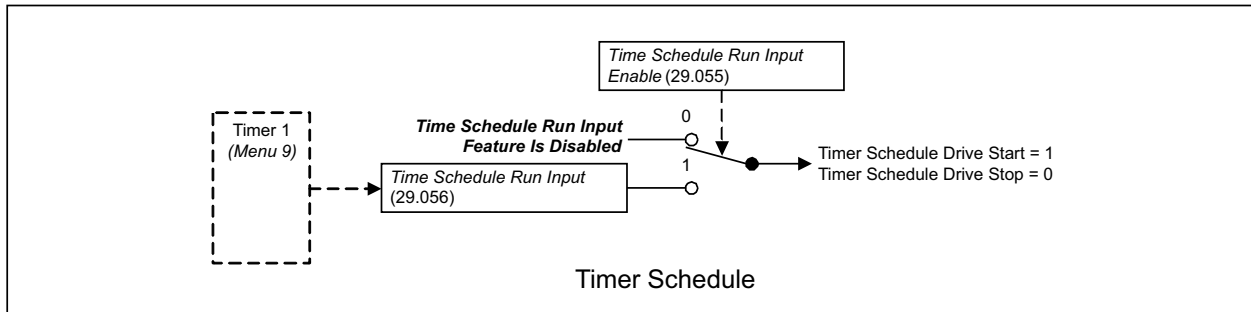 Time Schedule Run Input
Enable (29.055)
Timer 1
(Menu 9)
0
Time Schedule Run Input
Feature Is Disabled
1
Time Schedule Run Input
(29.056)
Timer Schedule Drive Start = 1
Timer Schedule Drive Stop = 0
Timer Schedule